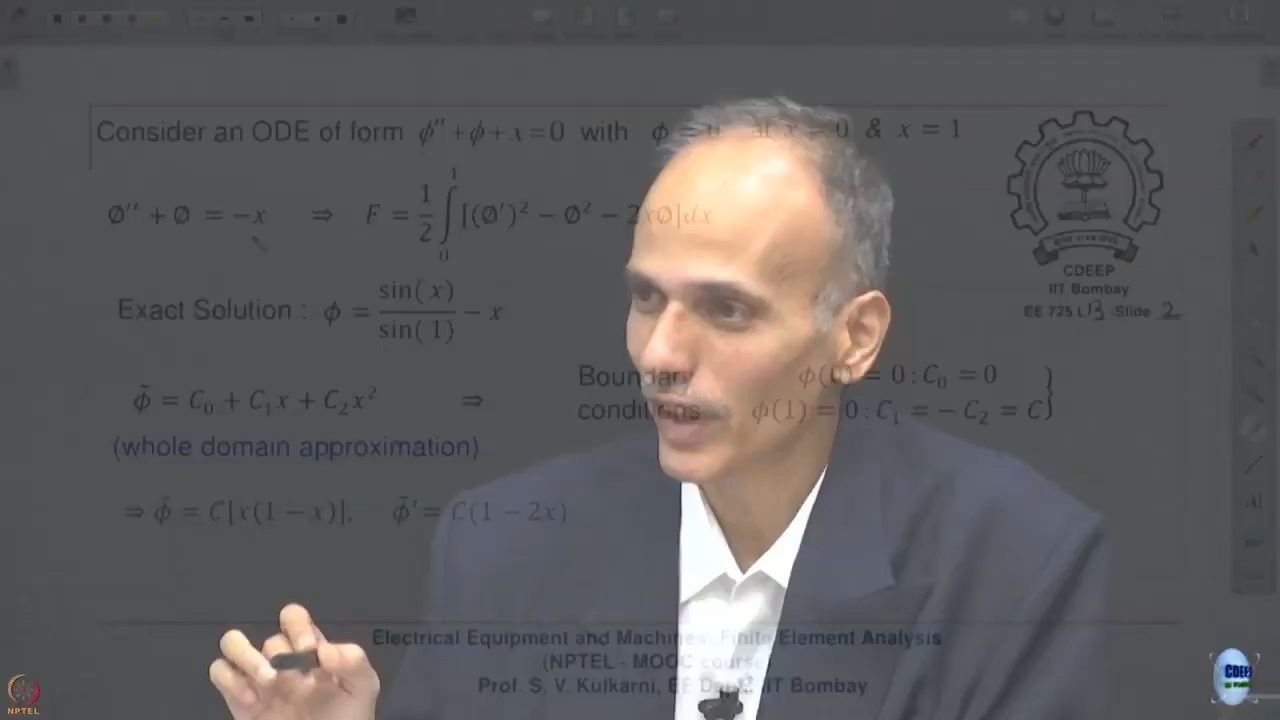 Consider an ODE of form ϕ″ + ϕ + x = 0 with ϕ = 0 at x = 0 & x = 1
∅′′ + ∅ = −x ⇒ F = 1/2 ∫₀¹ [(∅′)² − ∅² − 2x∅]dx
Exact Solution : ϕ = sin(x)/sin(1) − x
ϕ̃ = C₀ + C₁x + C₂x² ⇒
(whole domain approximation)
Boundary conditions
ϕ(0) = 0 : C₀ = 0
ϕ(1) = 0 : C₁ = − C₂ = C
⇒ ϕ̃ = C[x(1 − x)], ϕ̃′ = C(1 − 2x)
CDEEP
IIT Bombay
EE 725 L13 /Slide 2
Electrical Equipment and Machines: Finite Element Analysis
(NPTEL - MOOC course)
Prof. S. V. Kulkarni, EE Dept., IIT Bombay
NPTEL
CDEEP